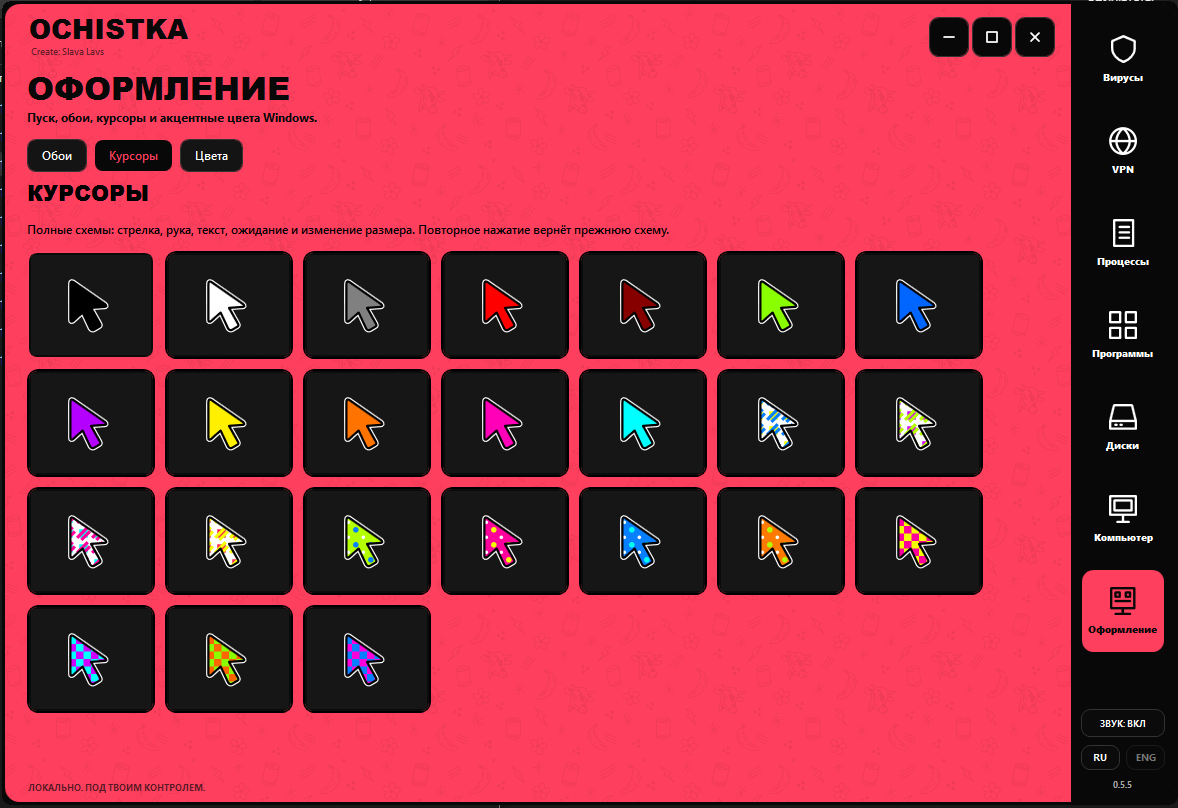 OCHISTKA
Create: Slava Lavs
ОФОРМЛЕНИЕ
Пуск, обои, курсоры и акцентные цвета Windows.
Обои
Курсоры
Цвета
КУРСОРЫ
Полные схемы: стрелка, рука, текст, ожидание и изменение размера. Повторное нажатие вернёт прежнюю схему.
ЛОКАЛЬНО. ПОД ТВОИМ КОНТРОЛЕМ.
Вирусы
VPN
Процессы
Программы
Диски
Компьютер
Оформление
ЗВУК: ВКЛ
RU
ENG
0.5.5